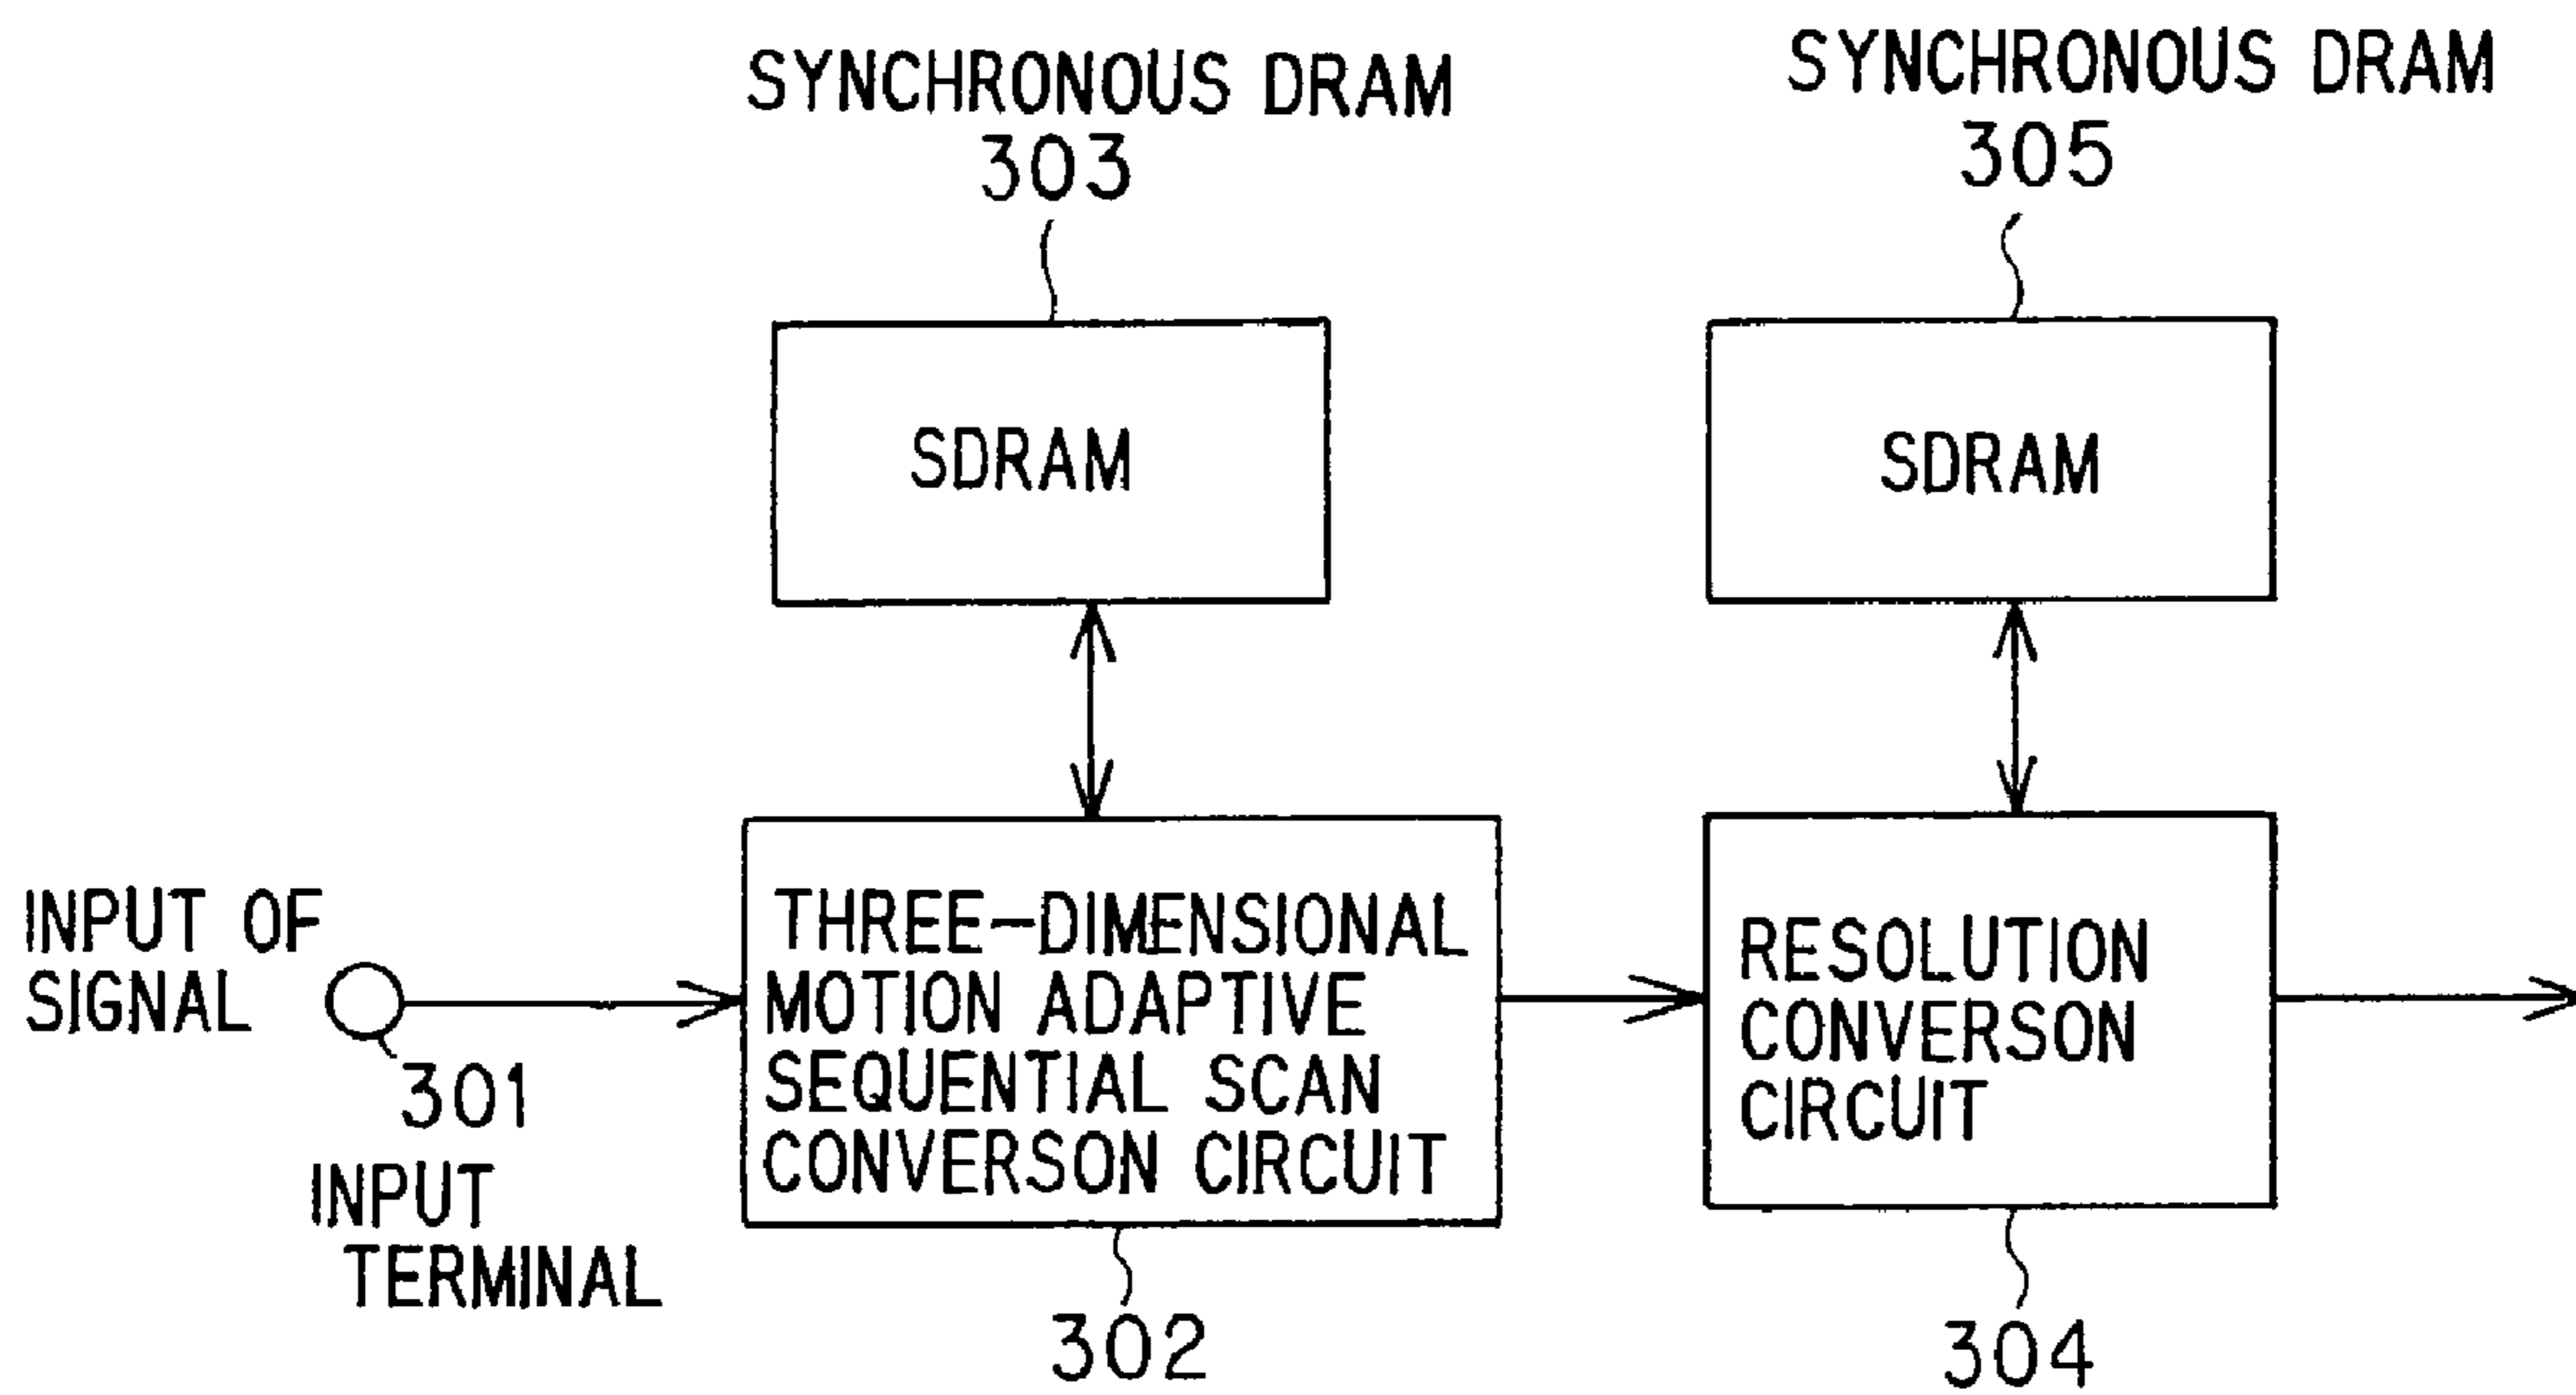 SYNCHRONOUS DRAM
303
SYNCHRONOUS DRAM
305
SDRAM
SDRAM
INPUT OF
SIGNAL
301
INPUT
TERMINAL
THREE-DIMENSIONAL
MOTION ADAPTIVE
SEQUENTIAL SCAN
CONVERSON CIRCUIT
302
RESOLUTION
CONVERSON
CIRCUIT
304